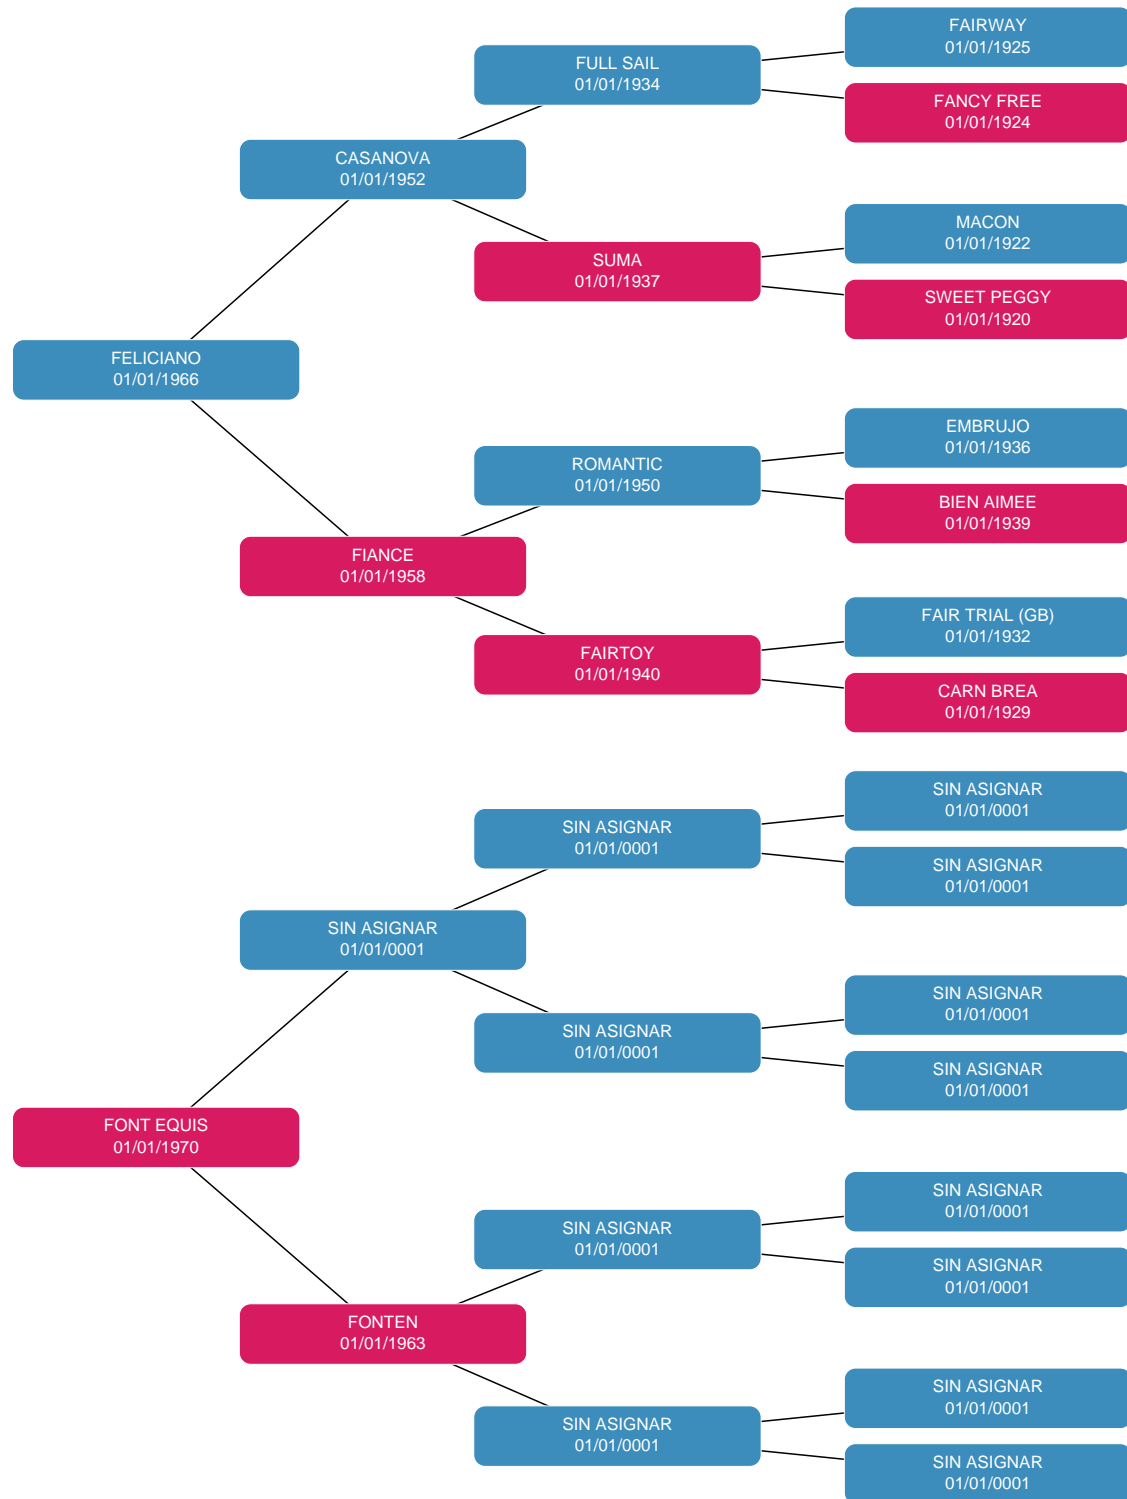 FAIRWAY
01/01/1925
FULL SAIL
01/01/1934
FANCY FREE
01/01/1924
CASANOVA
01/01/1952
MACON
01/01/1922
SUMA
01/01/1937
SWEET PEGGY
01/01/1920
FELICIANO
01/01/1966
EMBRUJO
01/01/1936
ROMANTIC
01/01/1950
BIEN AIMEE
01/01/1939
FIANCE
01/01/1958
FAIR TRIAL (GB)
01/01/1932
FAIRTOY
01/01/1940
CARN BREA
01/01/1929
SIN ASIGNAR
01/01/0001
SIN ASIGNAR
01/01/0001
SIN ASIGNAR
01/01/0001
SIN ASIGNAR
01/01/0001
SIN ASIGNAR
01/01/0001
SIN ASIGNAR
01/01/0001
SIN ASIGNAR
01/01/0001
FONT EQUIS
01/01/1970
SIN ASIGNAR
01/01/0001
SIN ASIGNAR
01/01/0001
SIN ASIGNAR
01/01/0001
FONTEN
01/01/1963
SIN ASIGNAR
01/01/0001
SIN ASIGNAR
01/01/0001
SIN ASIGNAR
01/01/0001